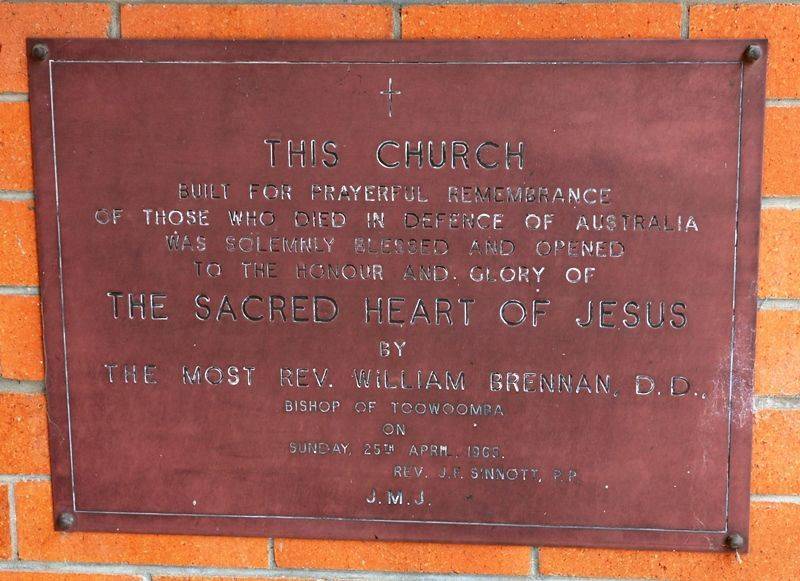 THIS CHURCH
BUILT FOR PRAYERFUL REMEMBRANCE
OF THOSE WHO DIED IN DEFENCE OF AUSTRALIA
WAS SOLEMNLY BLESSED AND OPENED
TO THE HONOUR AND GLORY OF
THE SACRED HEART OF JESUS
BY
THE MOST REV. WILLIAM BRENNAN, D.D.,
BISHOP OF TOOWOOMBA
ON
SUNDAY, 25TH APRIL, 1965.
REV. J.F. SINNOTT, P.P.
J.M.J.